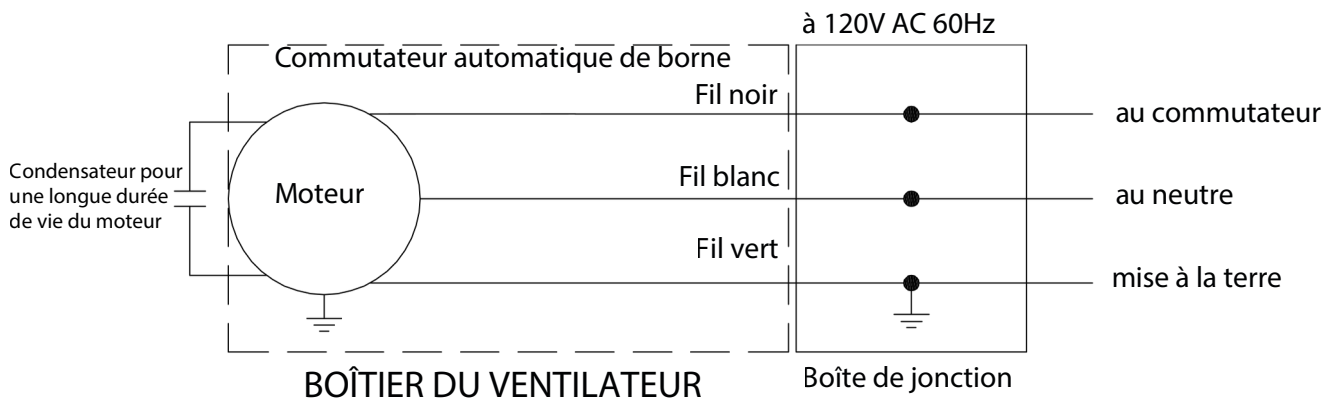 à 120V AC 60Hz
Commutateur automatique de borne
Fil noir
au commutateur
Condensateur pour
une longue durée
de vie du moteur
Moteur
Fil blanc
au neutre
Fil vert
mise à la terre
BOÎTIER DU VENTILATEUR
Boîte de jonction